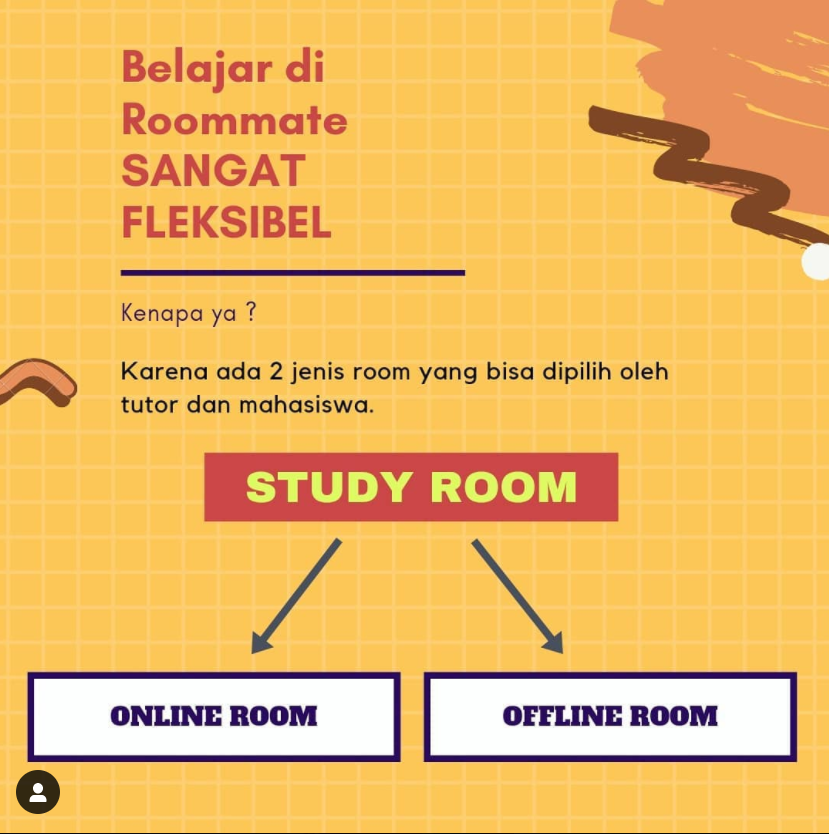 Belajar di
Roommate
SANGAT
FLEKSIBEL
Kenapa ya ?
Karena ada 2 jenis room yang bisa dipilih oleh
tutor dan mahasiswa.
STUDY ROOM
ONLINE ROOM
OFFLINE ROOM